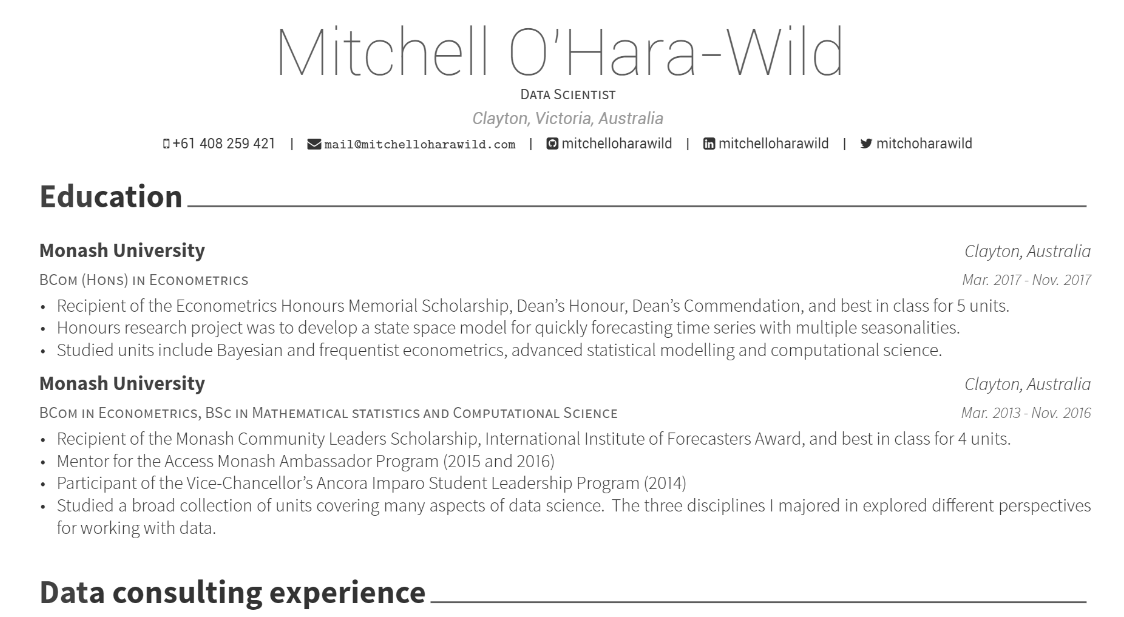 Mitchell O'Hara-Wild
Data Scientist
Clayton, Victoria, Australia
+61 408 259 421 | mail@mitchelloharawild.com | mitchelloharawild | mitchelloharawild | mitchoharawild
Education
Monash University Clayton, Australia
BCom (Hons) in Econometrics Mar. 2017 - Nov. 2017
• Recipient of the Econometrics Honours Memorial Scholarship, Dean's Honour, Dean's Commendation, and best in class for 5 units.
• Honours research project was to develop a state space model for quickly forecasting time series with multiple seasonalities.
• Studied units include Bayesian and frequentist econometrics, advanced statistical modelling and computational science.
Monash University Clayton, Australia
BCom in Econometrics, BSc in Mathematical statistics and Computational Science Mar. 2013 - Nov. 2016
• Recipient of the Monash Community Leaders Scholarship, International Institute of Forecasters Award, and best in class for 4 units.
• Mentor for the Access Monash Ambassador Program (2015 and 2016)
• Participant of the Vice-Chancellor's Ancora Imparo Student Leadership Program (2014)
• Studied a broad collection of units covering many aspects of data science. The three disciplines I majored in explored different perspectives
for working with data.
Data consulting experience